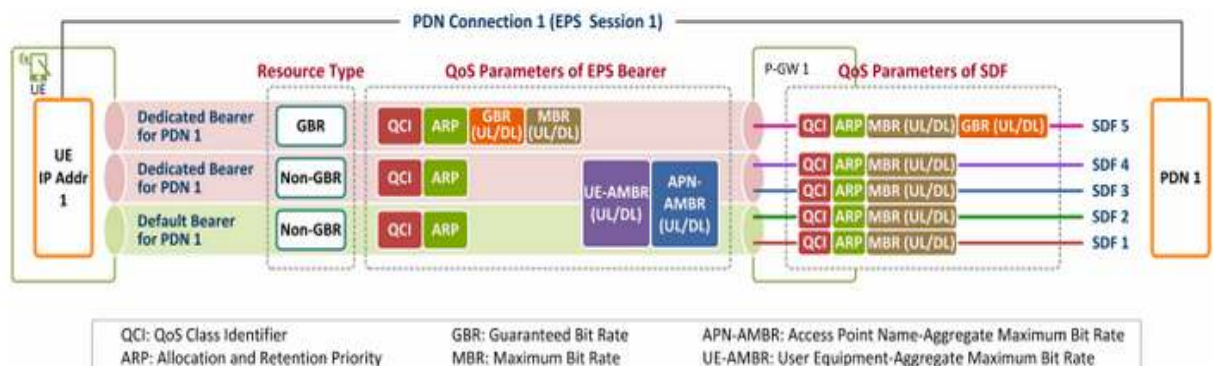 PDN Connection 1 (EPS Session 1)
UE
Resource Type
QoS Parameters of EPS Bearer
P-GW 1
QoS Parameters of SDF
UE
IP Addr
1
Dedicated Bearer
for PDN 1
GBR
QCI
ARP
GBR
(UL/DL)
MBR
(UL/DL)
QCI
ARP
MBR (UL/DL)
GBR (UL/DL)
SDF 5
Dedicated Bearer
for PDN 1
Non-GBR
QCI
ARP
UE-AMBR
(UL/DL)
APN-
AMBR
(UL/DL)
QCI
ARP
MBR (UL/DL)
SDF 4
QCI
ARP
MBR (UL/DL)
SDF 3
Default Bearer
for PDN 1
Non-GBR
QCI
ARP
QCI
ARP
MBR (UL/DL)
SDF 2
QCI
ARP
MBR (UL/DL)
SDF 1
PDN 1
QCI: QoS Class Identifier
GBR: Guaranteed Bit Rate
APN-AMBR: Access Point Name-Aggregate Maximum Bit Rate
ARP: Allocation and Retention Priority
MBR: Maximum Bit Rate
UE-AMBR: User Equipment-Aggregate Maximum Bit Rate